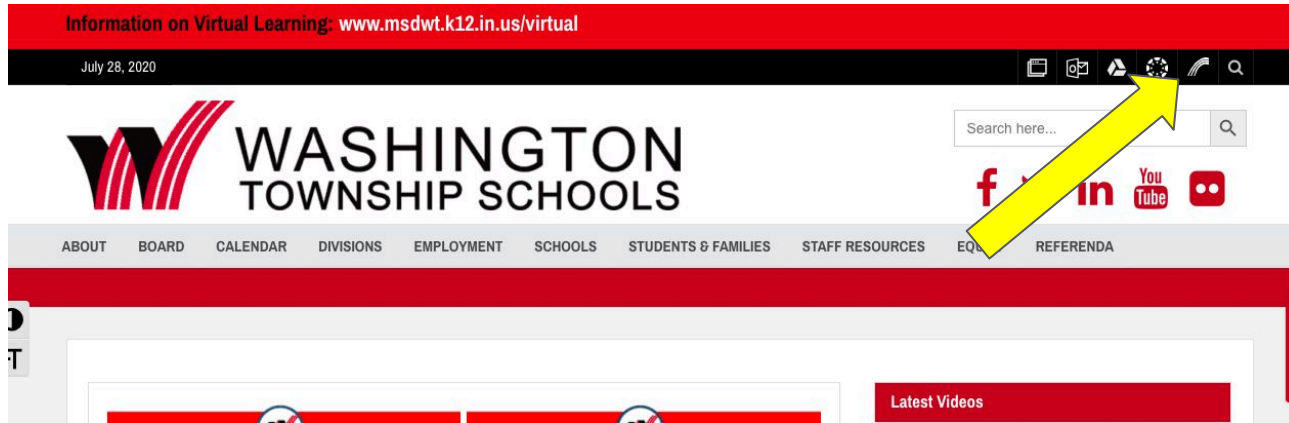 Information on Virtual Learning: www.msdwt.k12.in.us/virtual
July 28, 2020
WASHINGTON
TOWNSHIP SCHOOLS
Search here...
f in You Tube
ABOUT BOARD CALENDAR DIVISIONS EMPLOYMENT SCHOOLS STUDENTS & FAMILIES STAFF RESOURCES REFERENDA
Latest Videos